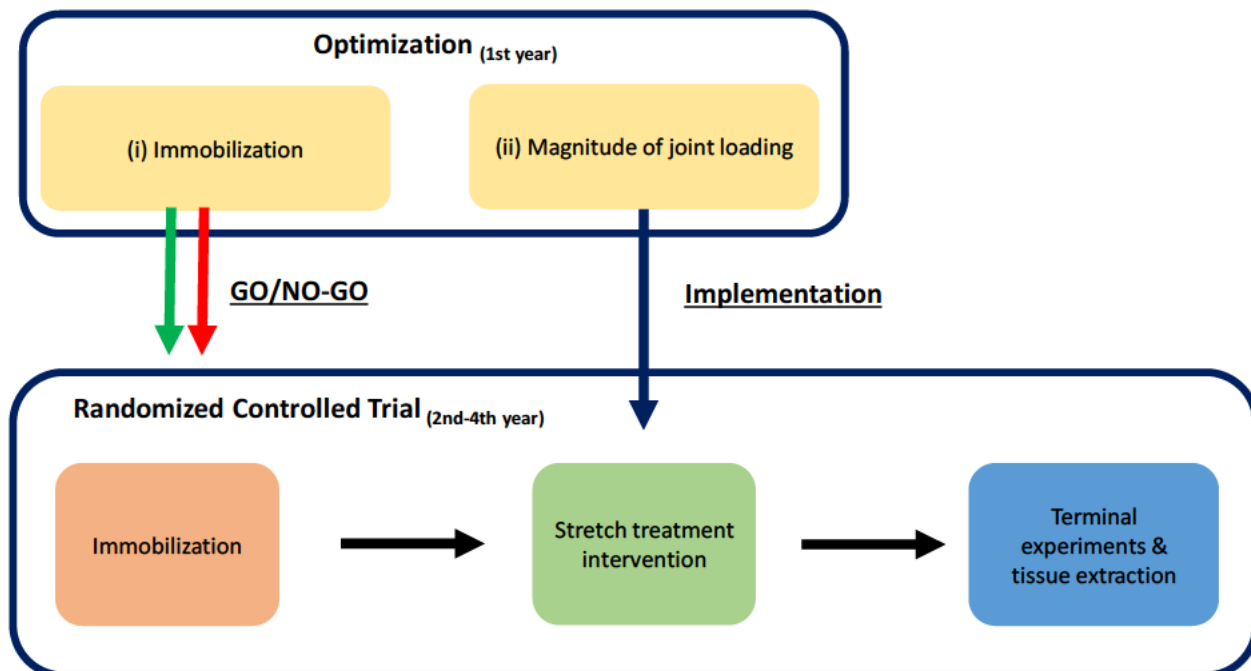 Optimization (1st year)
(i) Immobilization
(ii) Magnitude of joint loading
GO/NO-GO
Implementation
Randomized Controlled Trial (2nd-4th year)
Immobilization
Stretch treatment
intervention
Terminal
experiments &
tissue extraction